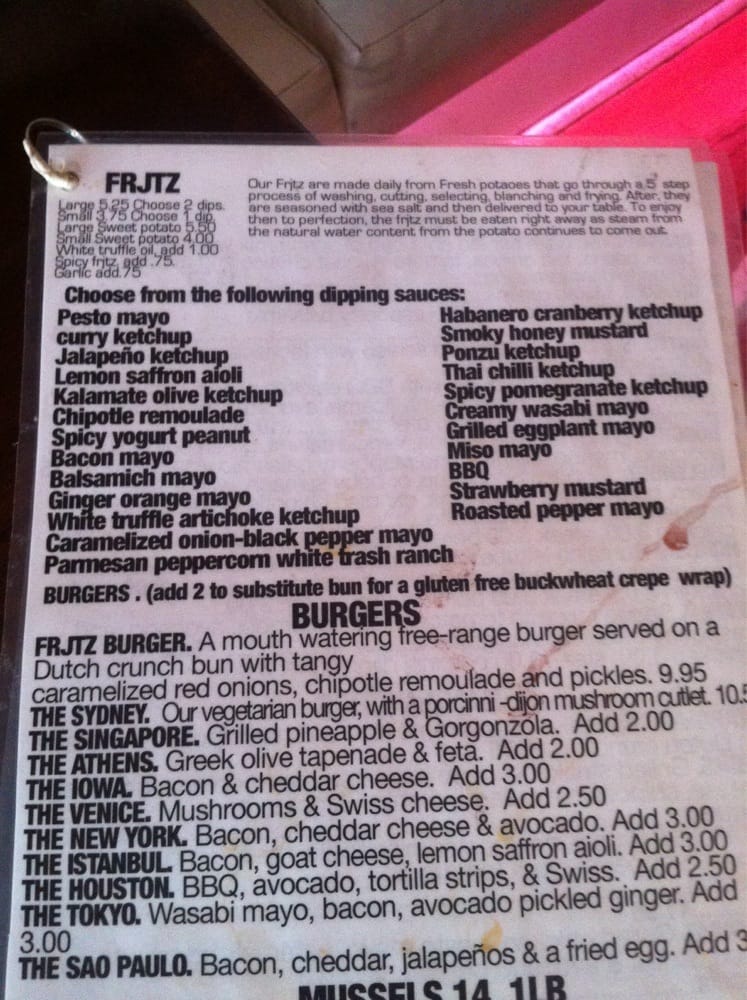 FRJTZ
Large 5.25 Choose 2 dips.
Small 3.75 Choose 1 dip.
Large Sweet potato 5.50
Small Sweet potato 4.00
White truffle oil, add 1.00
Spicy frjtz, add .75.
Garlic add.75
Our Frjtz are made daily from Fresh potaoes that go through a 5 step
process of washing, cutting, selecting, blanching and frying. After, they
are seasoned with sea salt and then delivered to your table. To enjoy
then to perfection, the frjtz must be eaten right away as steam from
the natural water content from the potato continues to come out.
Choose from the following dipping sauces:
Pesto mayo
curry ketchup
Jalapeño ketchup
Lemon saffron aioli
Kalamate olive ketchup
Chipotle remoulade
Spicy yogurt peanut
Bacon mayo
Balsamich mayo
Ginger orange mayo
White truffle artichoke ketchup
Caramelized onion-black pepper mayo
Parmesan peppercorn white trash ranch
Habanero cranberry ketchup
Smoky honey mustard
Ponzu ketchup
Thai chilli ketchup
Spicy pomegranate ketchup
Creamy wasabi mayo
Grilled eggplant mayo
Miso mayo
BBQ
Strawberry mustard
Roasted pepper mayo
BURGERS . (add 2 to substitute bun for a gluten free buckwheat crepe wrap)
BURGERS
FRJTZ BURGER. A mouth watering free-range burger served on a
Dutch crunch bun with tangy
caramelized red onions, chipotle remoulade and pickles. 9.95
THE SYDNEY. Our vegetarian burger, with a porcinni -dijon mushroom cutlet. 10.5
THE SINGAPORE. Grilled pineapple & Gorgonzola. Add 2.00
THE ATHENS. Greek olive tapenade & feta. Add 2.00
THE IOWA. Bacon & cheddar cheese. Add 3.00
THE VENICE. Mushrooms & Swiss cheese. Add 2.50
THE NEW YORK. Bacon, cheddar cheese & avocado. Add 3.00
THE ISTANBUL. Bacon, goat cheese, lemon saffron aioli. Add 3.00
THE HOUSTON. BBQ, avocado, tortilla strips, & Swiss. Add 2.50
THE TOKYO. Wasabi mayo, bacon, avocado pickled ginger. Add
3.00
THE SAO PAULO. Bacon, cheddar, jalapeños & a fried egg. Add 3
MUSSELS 14, 1LB